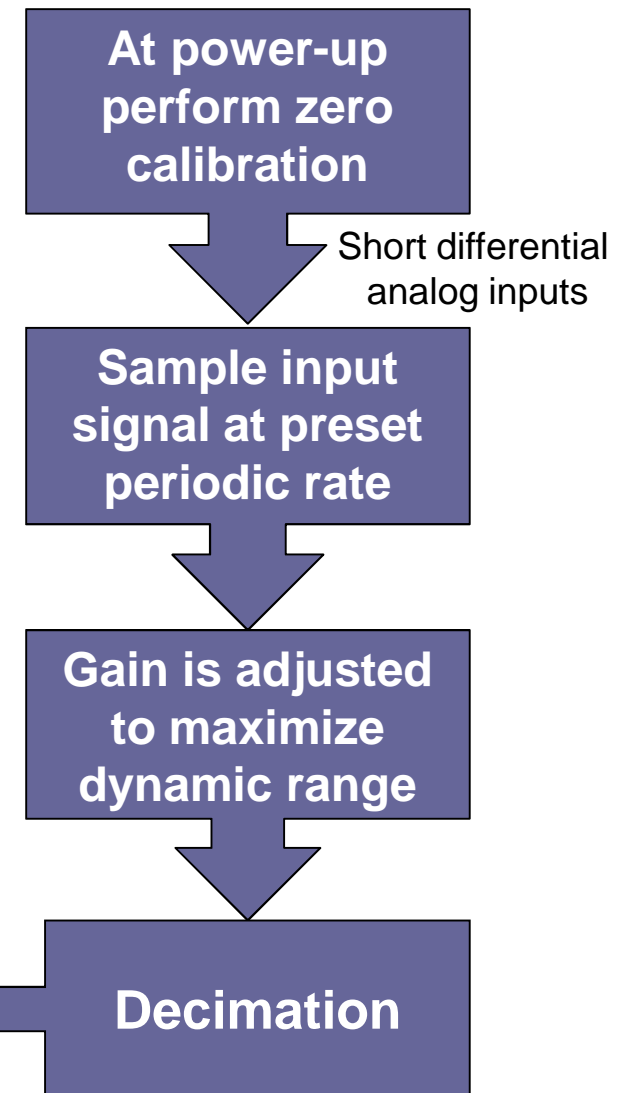 At power-up
perform zero
calibration
Short differential
analog inputs
Sample input
signal at preset
periodic rate
Gain is adjusted
to maximize
dynamic range
Decimation